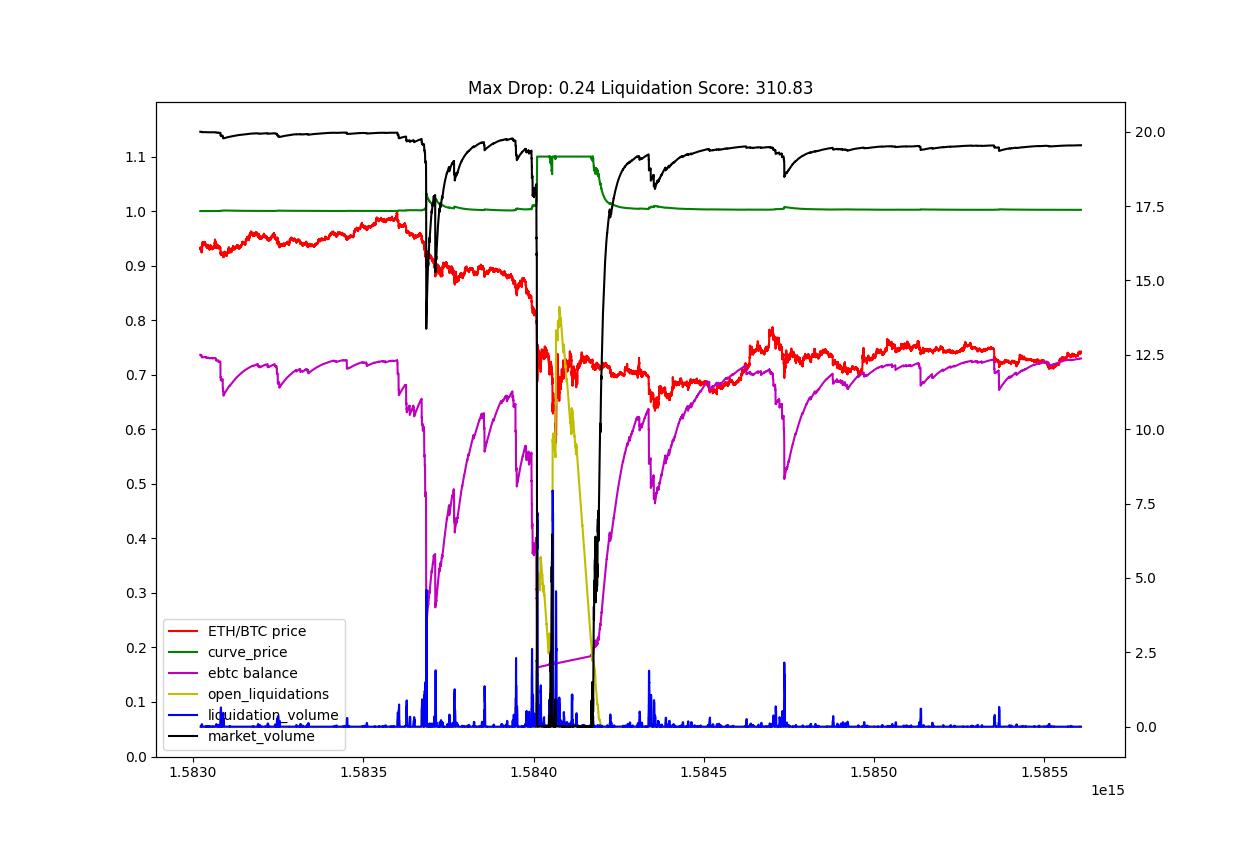 Max Drop: 0.24 Liquidation Score: 310.83
1.1
1.0
0.9
0.8
0.7
0.6
0.5
0.4
0.3
0.2
0.1
0.0
20.0
17.5
15.0
12.5
10.0
7.5
5.0
2.5
0.0
ETH/BTC price
curve_price
ebtc balance
open_liquidations
liquidation_volume
market_volume
1.5830 1.5835 1.5840 1.5845 1.5850 1.5855
1e15